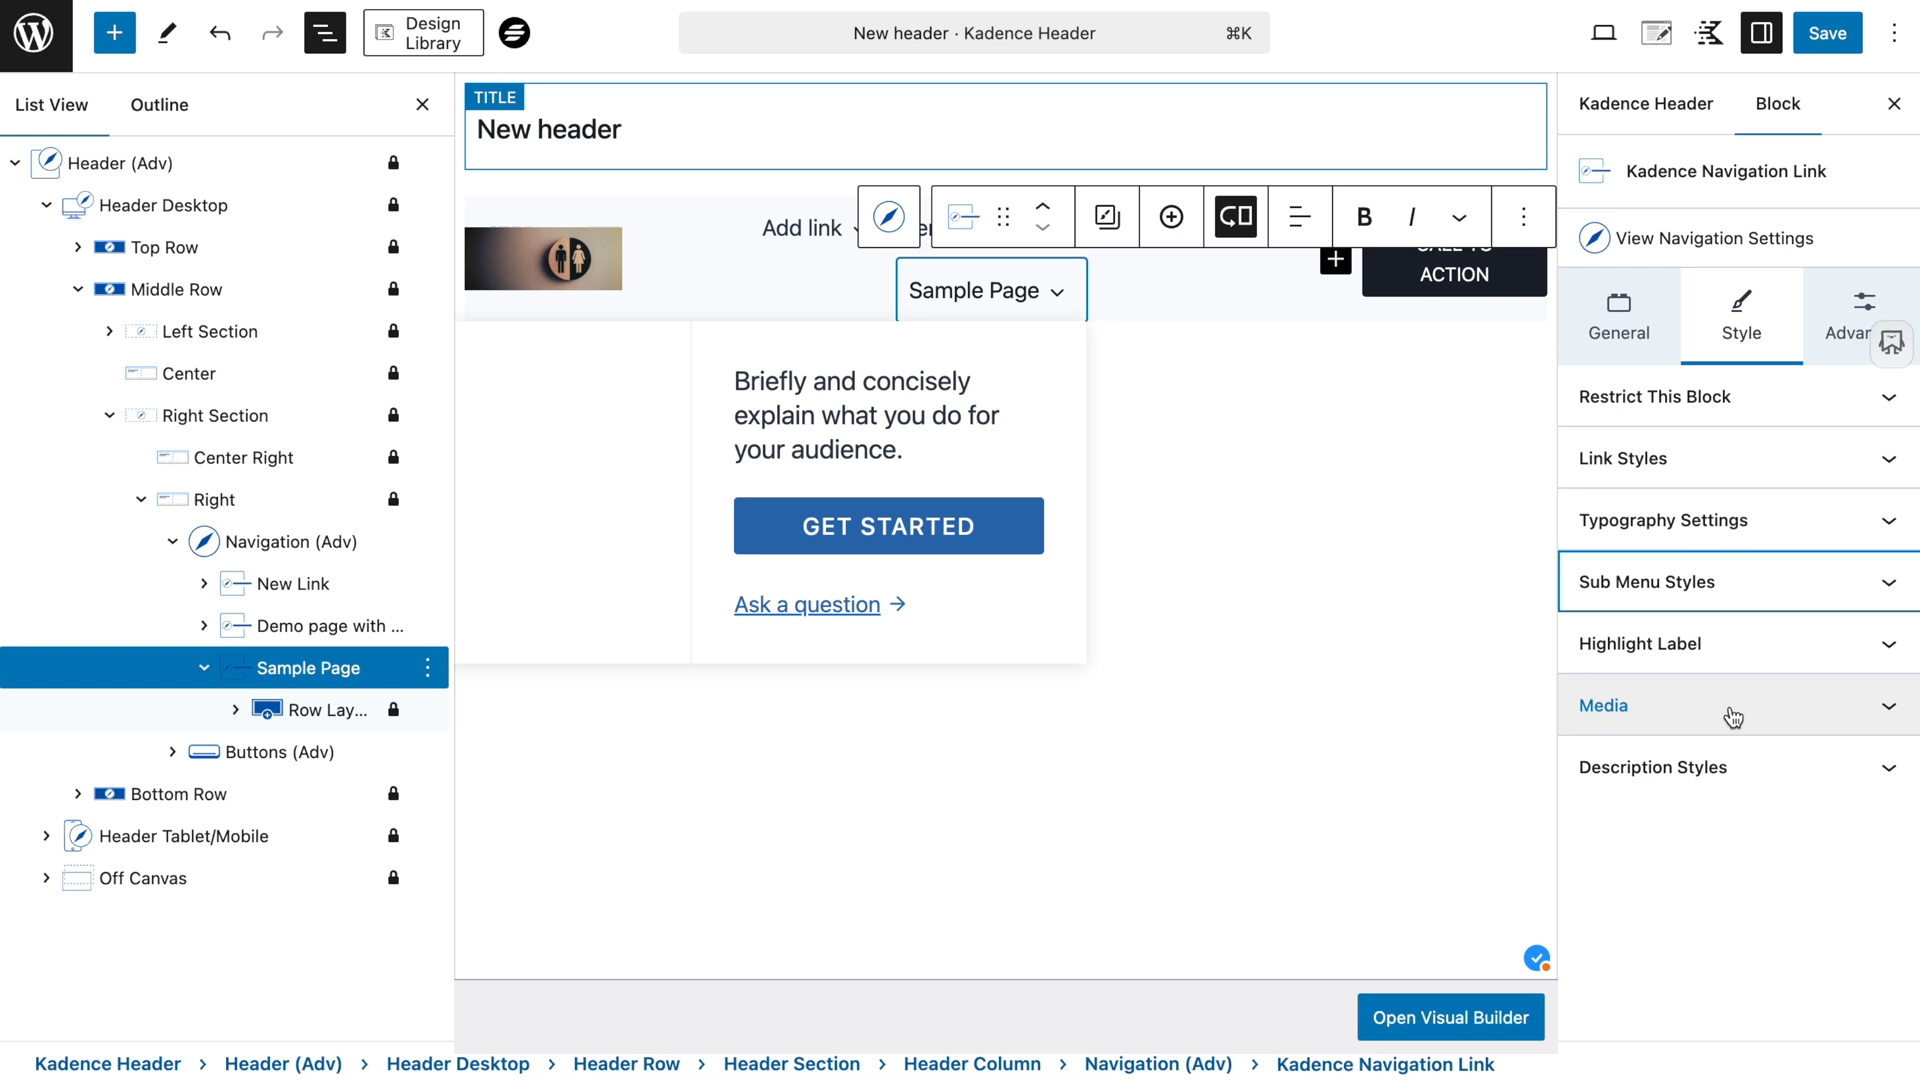 Design
Library
New header · Kadence Header
⌘K
Save
List View
Outline
Header (Adv)
Header Desktop
Top Row
Middle Row
Left Section
Center
Right Section
Center Right
Right
Navigation (Adv)
New Link
Demo page with ...
Sample Page
Row Lay...
Buttons (Adv)
Bottom Row
Header Tablet/Mobile
Off Canvas
TITLE
New header
Add link
B
I
ACTION
Sample Page
Briefly and concisely
explain what you do for
your audience.
GET STARTED
Ask a question
Open Visual Builder
Kadence Header
Block
Kadence Navigation Link
View Navigation Settings
General
Style
Restrict This Block
Link Styles
Typography Settings
Sub Menu Styles
Highlight Label
Media
Description Styles
Kadence Header > Header (Adv) > Header Desktop > Header Row > Header Section > Header Column > Navigation (Adv) > Kadence Navigation Link